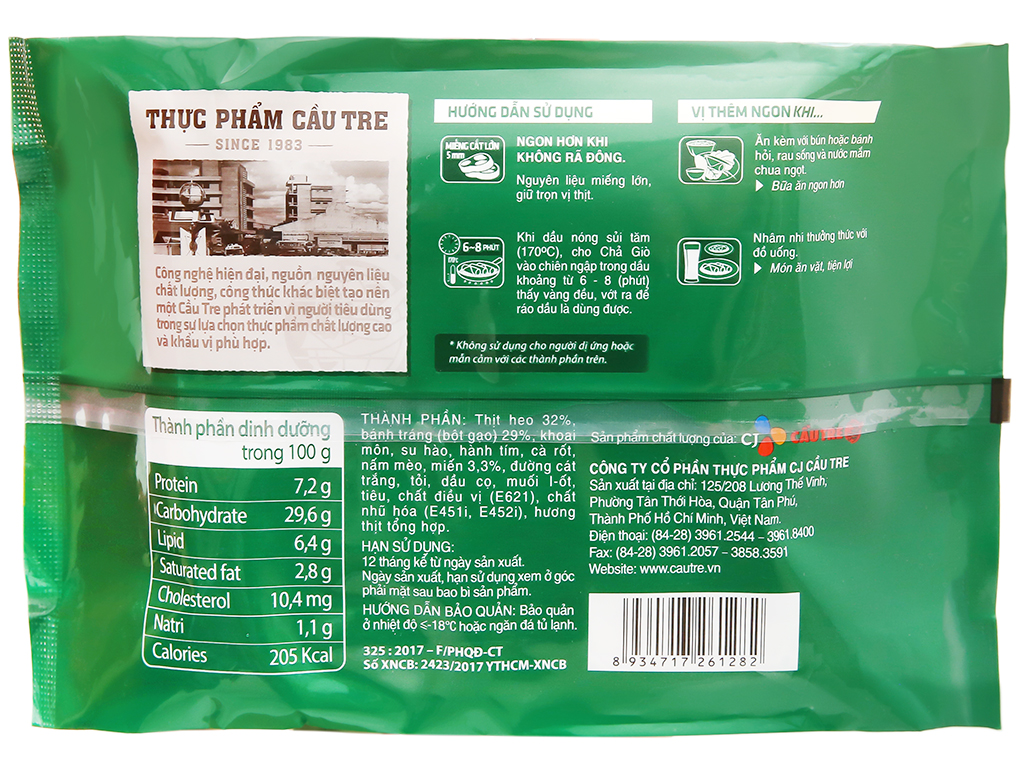 THỰC PHẨM CẦU TRE
SINCE 1983
Công nghệ hiện đại, nguồn nguyên liệu
chất lượng, công thức khác biệt tạo nên
một Cầu Tre phát triển vì người tiêu dùng
trong sự lựa chọn thực phẩm chất lượng cao
và khẩu vị phù hợp.
HƯỚNG DẪN SỬ DỤNG
MIẾNG CẮT LỚN
5 mm
NGON HƠN KHI
KHÔNG RÃ ĐÔNG.
Nguyên liệu miếng lớn,
giữ trọn vị thịt.
6~8 PHÚT
170ºC
Khi dầu nóng sủi tăm
(170ºC), cho Chả Giò
vào chiên ngập trong dầu
khoảng từ 6 - 8 (phút)
thấy vàng đều, vớt ra để
ráo dầu là dùng được.
* Không sử dụng cho người dị ứng hoặc
mẫn cảm với các thành phần trên.
VỊ THÊM NGON KHI...
Ăn kèm với bún hoặc bánh
hỏi, rau sống và nước mắm
chua ngọt.
Bữa ăn ngon hơn
Nhâm nhi thưởng thức với
đồ uống.
Món ăn vặt, tiện lợi
Thành phần dinh dưỡng
trong 100 g
Protein 7,2 g
Carbohydrate 29,6 g
Lipid 6,4 g
Saturated fat 2,8 g
Cholesterol 10,4 mg
Natri 1,1 g
Calories 205 Kcal
THÀNH PHẦN: Thịt heo 32%,
bánh tráng (bột gạo) 29%, khoai
môn, su hào, hành tím, cà rốt,
nấm mèo, miến 3,3%, đường cát
trắng, tỏi, dầu cọ, muối I-ốt,
tiêu, chất điều vị (E621), chất
nhũ hóa (E451i, E452i), hương
thịt tổng hợp.
HẠN SỬ DỤNG:
12 tháng kể từ ngày sản xuất.
Ngày sản xuất, hạn sử dụng xem ở góc
phải mặt sau bao bì sản phẩm.
HƯỚNG DẪN BẢO QUẢN: Bảo quản
ở nhiệt độ ≤-18ºC hoặc ngăn đá tủ lạnh.
325 : 2017 – F/PHQĐ-CT
Số XNCB: 2423/2017 YTHCM-XNCB
Sản phẩm chất lượng của: CJ CẦU TRE
CÔNG TY CỔ PHẦN THỰC PHẨM CJ CẦU TRE
Sản xuất tại địa chỉ: 125/208 Lương Thế Vinh,
Phường Tân Thới Hòa, Quận Tân Phú,
Thành Phố Hồ Chí Minh, Việt Nam.
Điện thoại: (84-28) 3961.2544 – 3961.8400
Fax: (84-28) 3961.2057 – 3858.3591
Website: www.cautre.vn
8 934717 261282